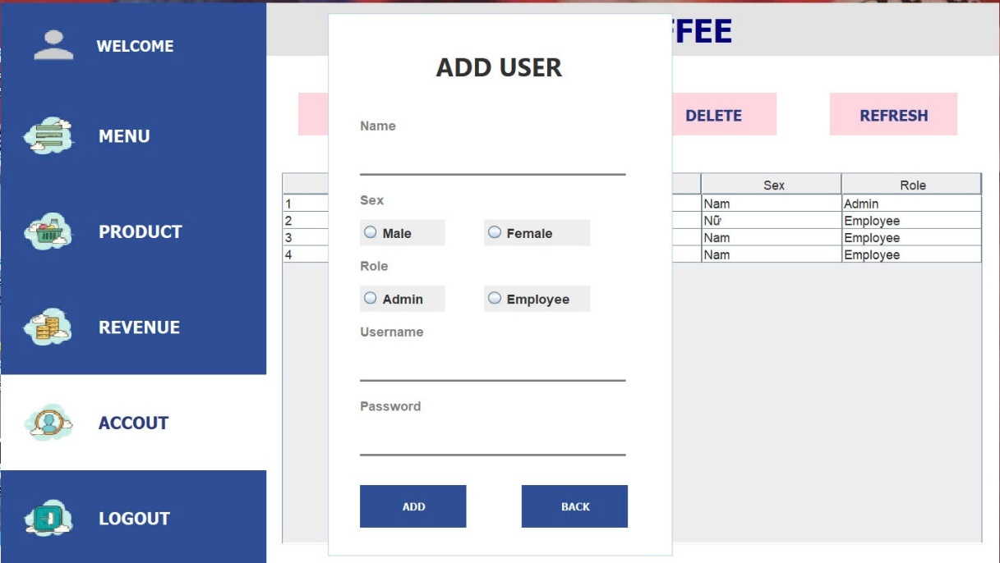 WELCOME
MENU
PRODUCT
REVENUE
ACCOUT
LOGOUT
FFEE
DELETE
REFRESH
Sex Role
1 Nam Admin
2 Nữ Employee
3 Nam Employee
4 Nam Employee
ADD USER
Name
Sex
Male Female
Role
Admin Employee
Username
Password
ADD BACK